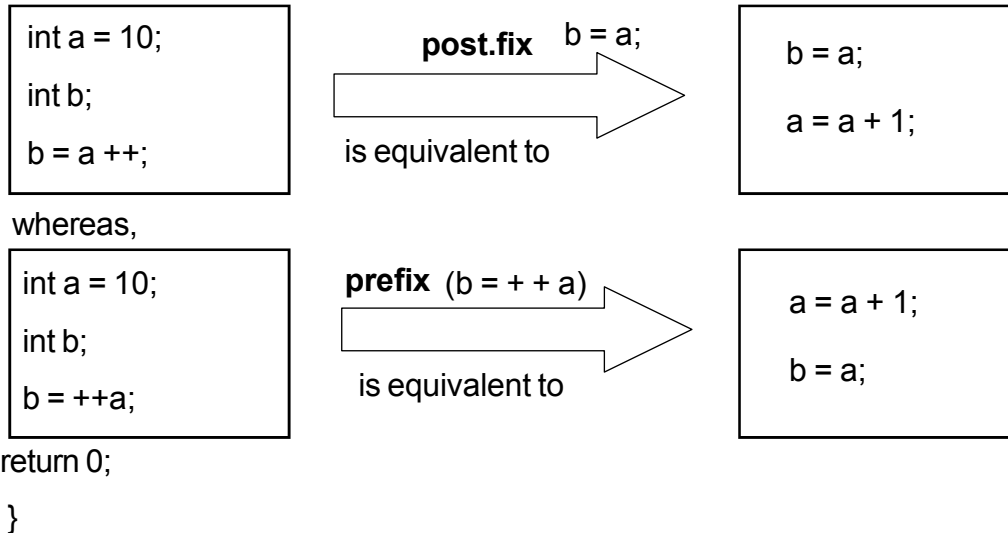 int a = 10;
int b;
b = a ++;
post.fix b = a;
is equivalent to
b = a;
a = a + 1;
whereas,
int a = 10;
int b;
b = ++a;
prefix (b = + + a)
is equivalent to
a = a + 1;
b = a;
return 0;
}